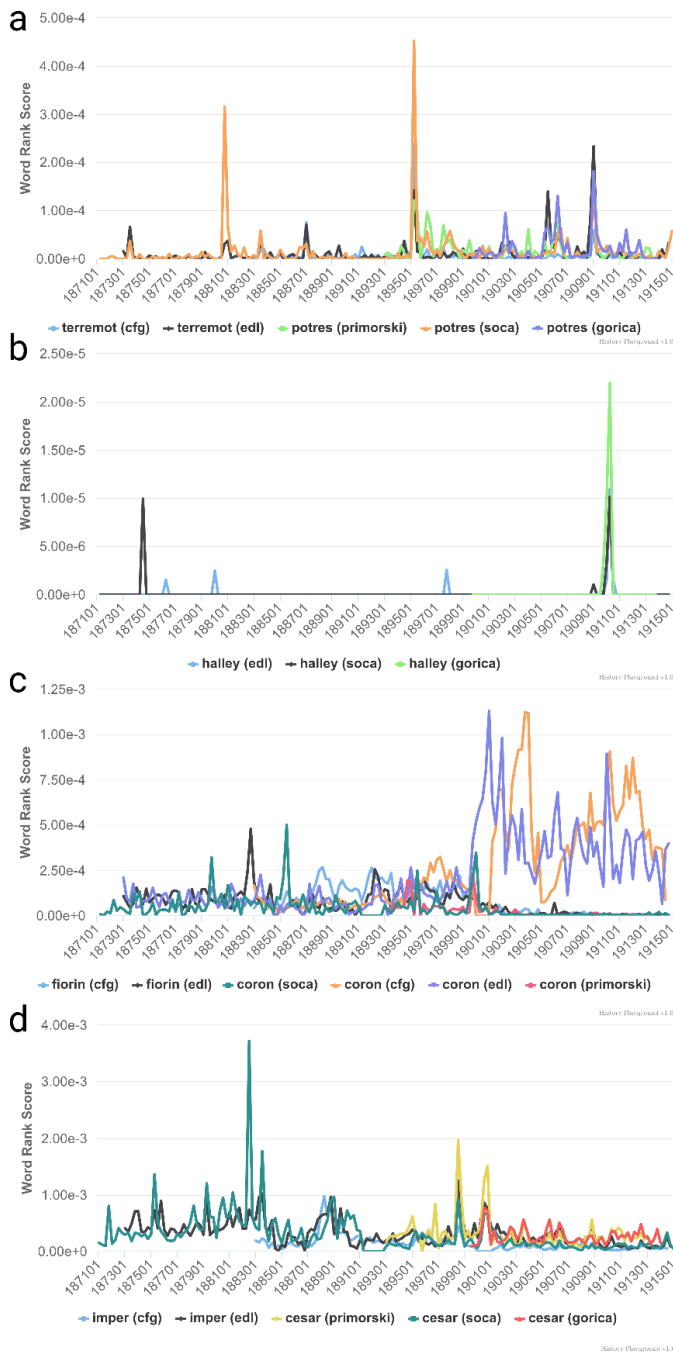 a
5.00e-4
4.00e-4
3.00e-4
2.00e-4
1.00e-4
0.00e+0
Word Rank Score
187101 187301 187501 187701 187901 188101 188301 188501 188701 188901 189101 189301 189501 189701 189901 190101 190301 190501 190701 190901 191101 191301 191501
terremot (cfg) terremot (edl) potres (primorski) potres (soca) potres (gorica)
History Playground v1.0
b
2.50e-5
2.00e-5
1.50e-5
1.00e-5
5.00e-6
0.00e+0
Word Rank Score
187101 187301 187501 187701 187901 188101 188301 188501 188701 188901 189101 189301 189501 189701 189901 190101 190301 190501 190701 190901 191101 191301 191501
halley (edl) halley (soca) halley (gorica)
History Playground v1.0
c
1.25e-3
1.00e-3
7.50e-4
5.00e-4
2.50e-4
0.00e+0
Word Rank Score
187101 187301 187501 187701 187901 188101 188301 188501 188701 188901 189101 189301 189501 189701 189901 190101 190301 190501 190701 190901 191101 191301 191501
fiorin (cfg) fiorin (edl) coron (soca) coron (cfg) coron (edl) coron (primorski)
History Playground v1.0
d
4.00e-3
3.00e-3
2.00e-3
1.00e-3
0.00e+0
Word Rank Score
187101 187301 187501 187701 187901 188101 188301 188501 188701 188901 189101 189301 189501 189701 189901 190101 190301 190501 190701 190901 191101 191301 191501
imper (cfg) imper (edl) cesar (primorski) cesar (soca) cesar (gorica)
History Playground v1.0